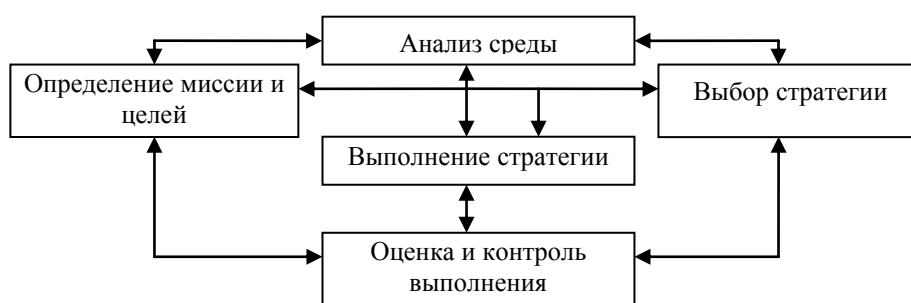 Анализ среды
Определение миссии и
целей
Выбор стратегии
Выполнение стратегии
Оценка и контроль
выполнения